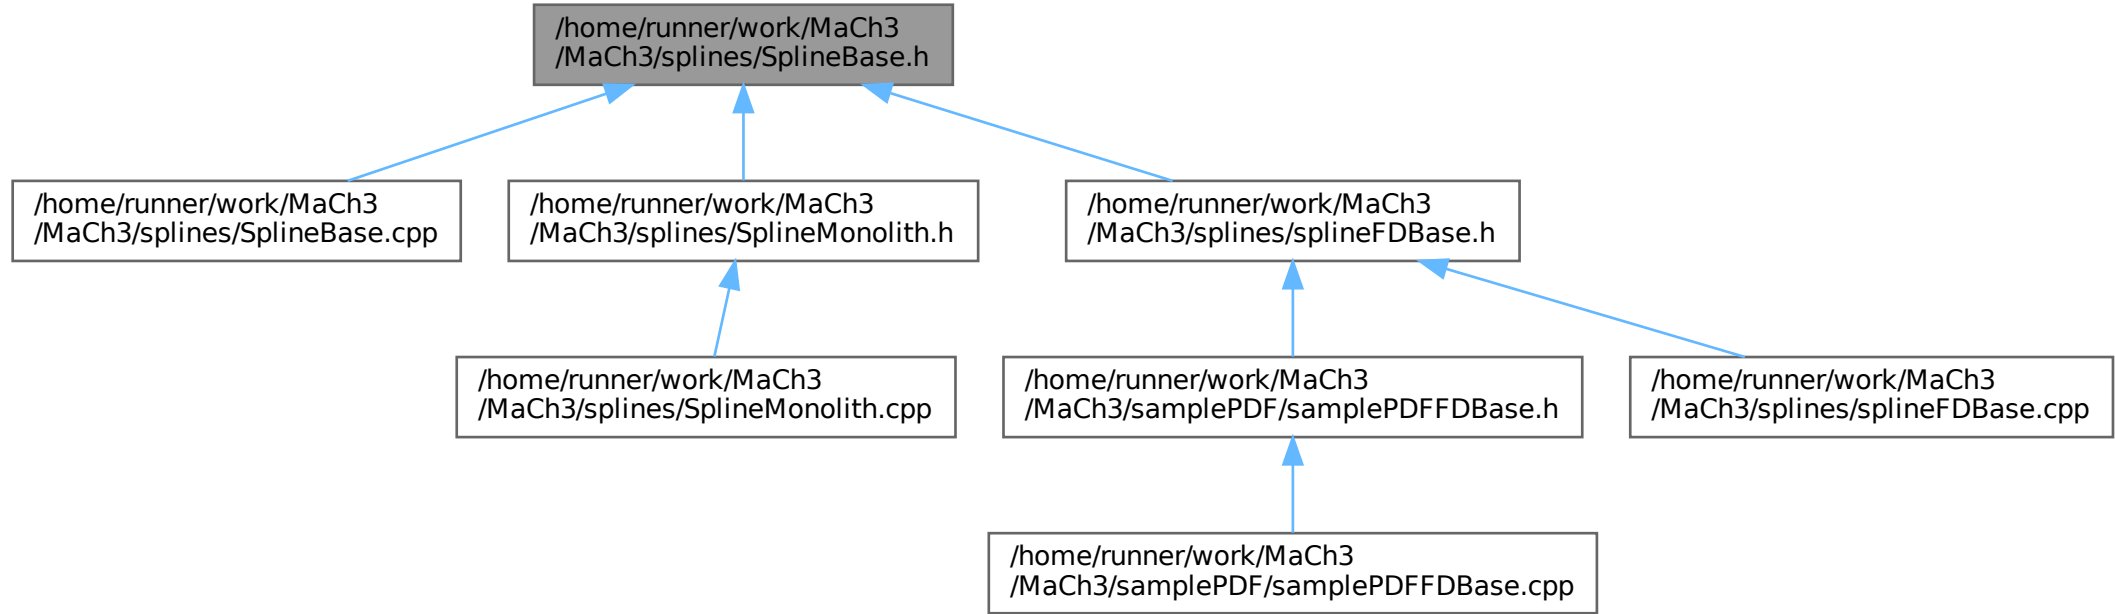 /home/runner/work/MaCh3
/MaCh3/splines/SplineBase.h
/home/runner/work/MaCh3
/MaCh3/splines/SplineBase.cpp
/home/runner/work/MaCh3
/MaCh3/splines/SplineMonolith.h
/home/runner/work/MaCh3
/MaCh3/splines/splineFDBase.h
/home/runner/work/MaCh3
/MaCh3/splines/SplineMonolith.cpp
/home/runner/work/MaCh3
/MaCh3/samplePDF/samplePDFFDBase.h
/home/runner/work/MaCh3
/MaCh3/splines/splineFDBase.cpp
/home/runner/work/MaCh3
/MaCh3/samplePDF/samplePDFFDBase.cpp